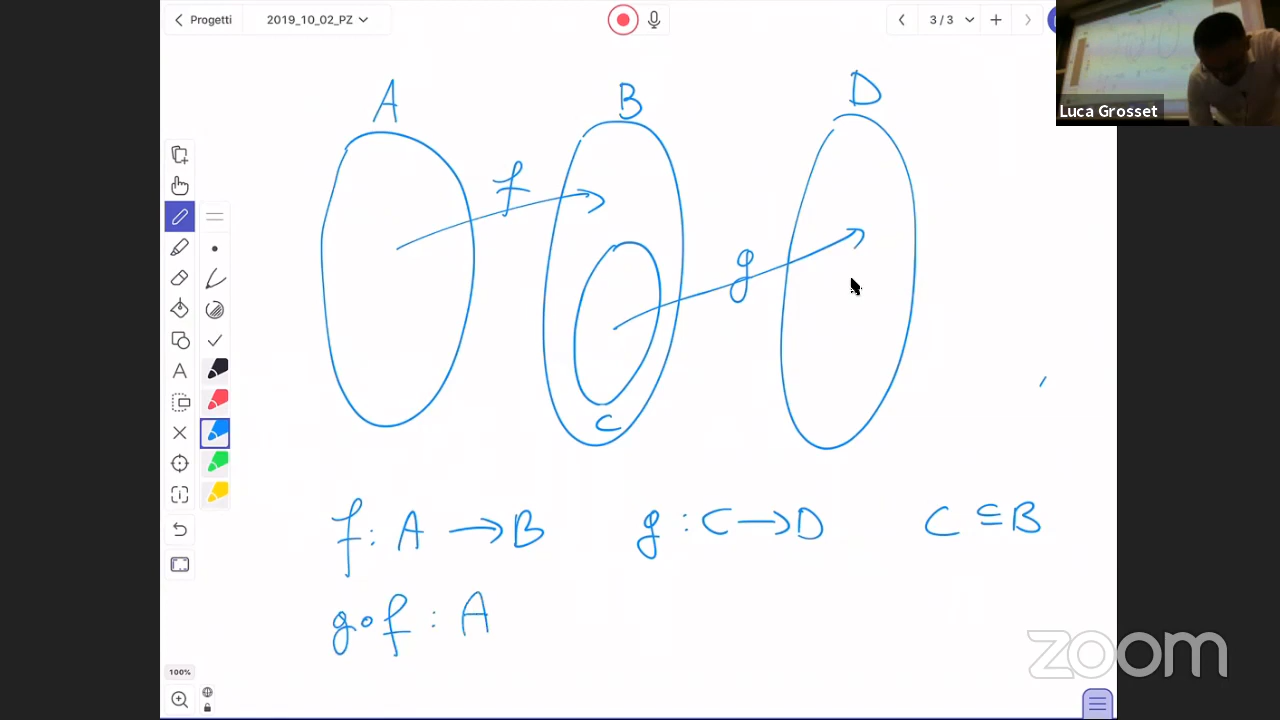 Progetti 2019_10_02_PZ 3 / 3
Luca Grosset
A B D
f
g
C
f : A → B g : C → D C ⊆ B
g∘f : A
A
zoom
100%